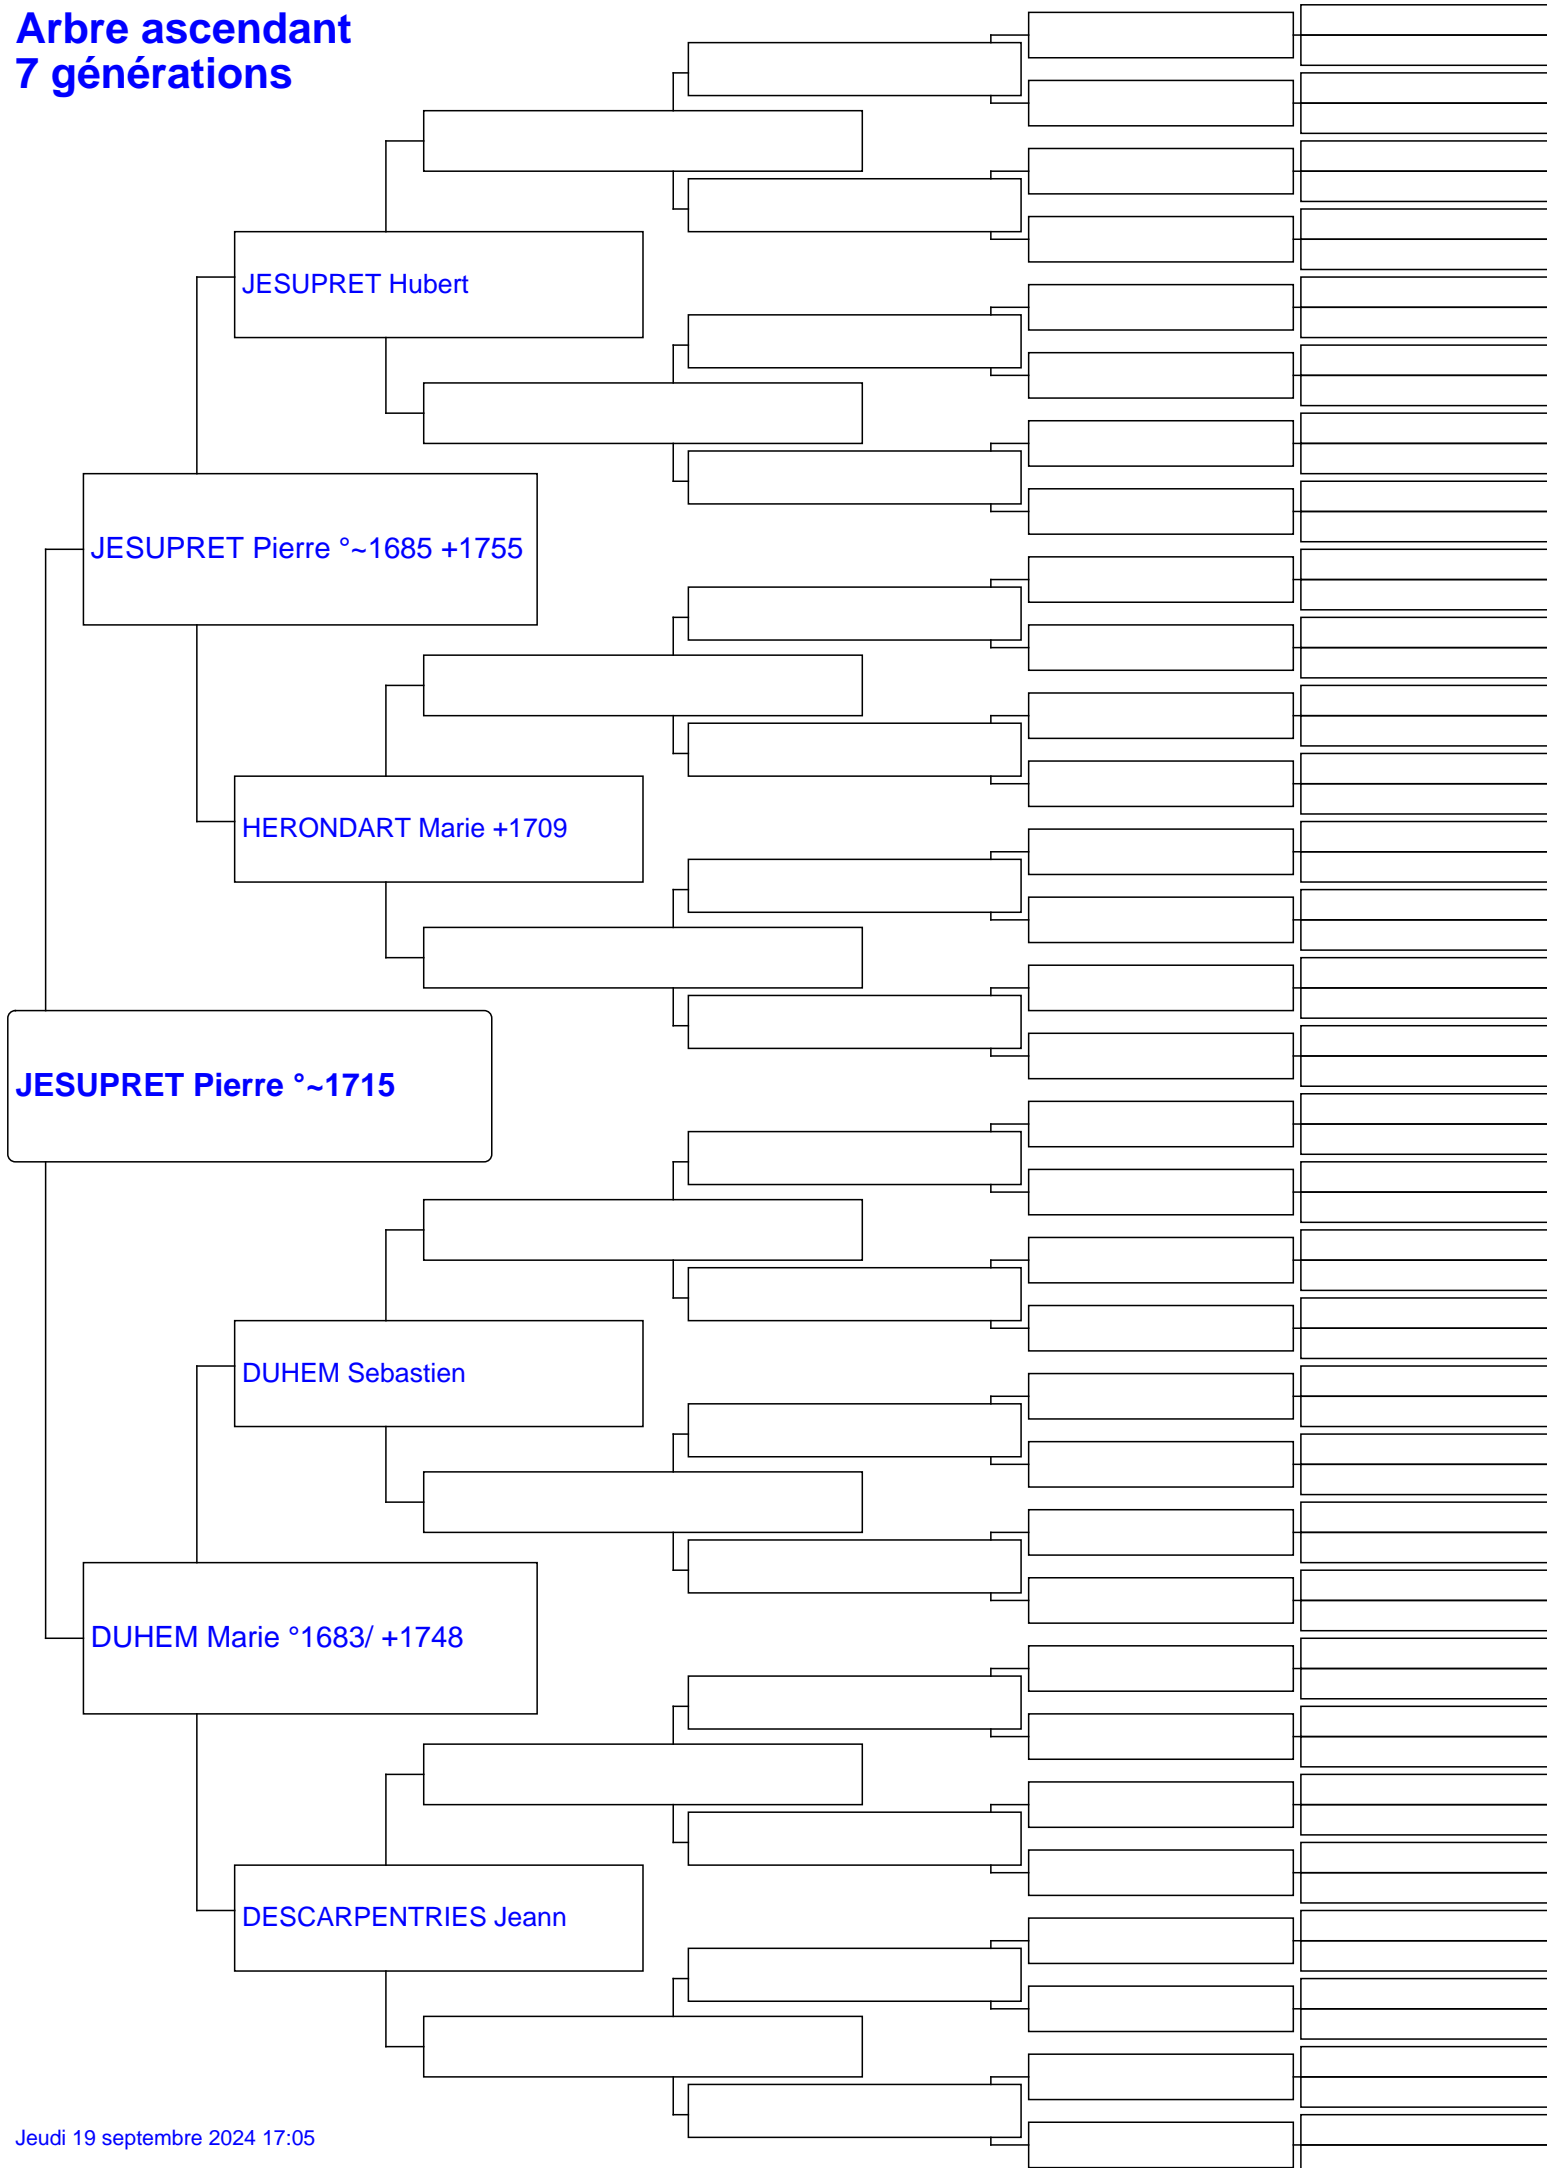 Arbre ascendant
7 générations
JESUPRET Hubert
JESUPRET Pierre °~1685 +1755
HERONDART Marie +1709
JESUPRET Pierre °~1715
DUHEM Sebastien
DUHEM Marie °1683/ +1748
DESCARPENTRIES Jeann
Jeudi 19 septembre 2024 17:05